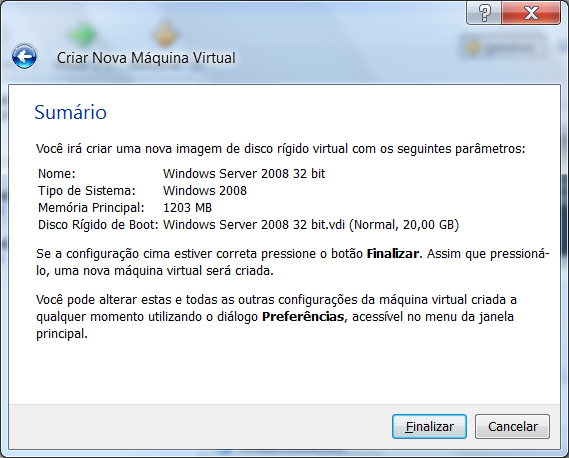 Criar Nova Máquina Virtual
Sumário
Você irá criar uma nova imagem de disco rígido virtual com os seguintes parâmetros:
Nome: Windows Server 2008 32 bit
Tipo de Sistema: Windows 2008
Memória Principal: 1203 MB
Disco Rígido de Boot: Windows Server 2008 32 bit.vdi (Normal, 20,00 GB)
Se a configuração cima estiver correta pressione o botão Finalizar. Assim que pressioná-
lo, uma nova máquina virtual será criada.
Você pode alterar estas e todas as outras configurações da máquina virtual criada a
qualquer momento utilizando o diálogo Preferências, acessível no menu da janela
principal.
Finalizar Cancelar